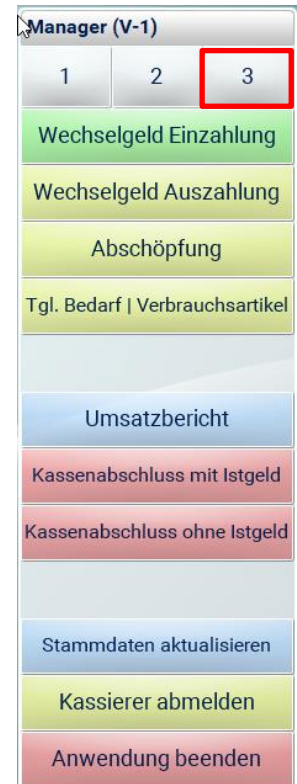 Manager (V-1)
1 2 3
Wechselgeld Einzahlung
Wechselgeld Auszahlung
Abschöpfung
Tgl. Bedarf | Verbrauchsartikel
Umsatzbericht
Kassenabschluss mit Istgeld
Kassenabschluss ohne Istgeld
Stammdaten aktualisieren
Kassierer abmelden
Anwendung beenden